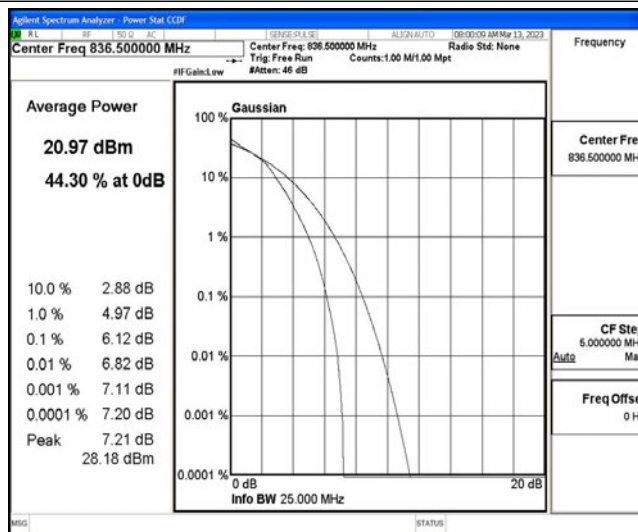 Agilent Spectrum Analyzer - Power Stat CCDF
RL RF 50 Ω AC SENSE:PULSE ALIGN AUTO 08:00:09 AM Mar 13, 2023
Center Freq 836.500000 MHz
Center Freq: 836.500000 MHz Radio Std: None
Trig: Free Run Counts:1.00 M/1.00 Mpt
#IFGain:Low #Atten: 46 dB
Frequency
Average Power
20.97 dBm
44.30 % at 0dB
10.0 % 2.88 dB
1.0 % 4.97 dB
0.1 % 6.12 dB
0.01 % 6.82 dB
0.001 % 7.11 dB
0.0001 % 7.20 dB
Peak 7.21 dB
28.18 dBm
Gaussian
100 %
10 %
1 %
0.1 %
0.01 %
0.001 %
0.0001 %
0 dB 20 dB
Info BW 25.000 MHz
Center Fre
836.500000 MH
CF Ste
5.000000 MH
Auto Ma
Freq Offse
0 H
MSG STATUS